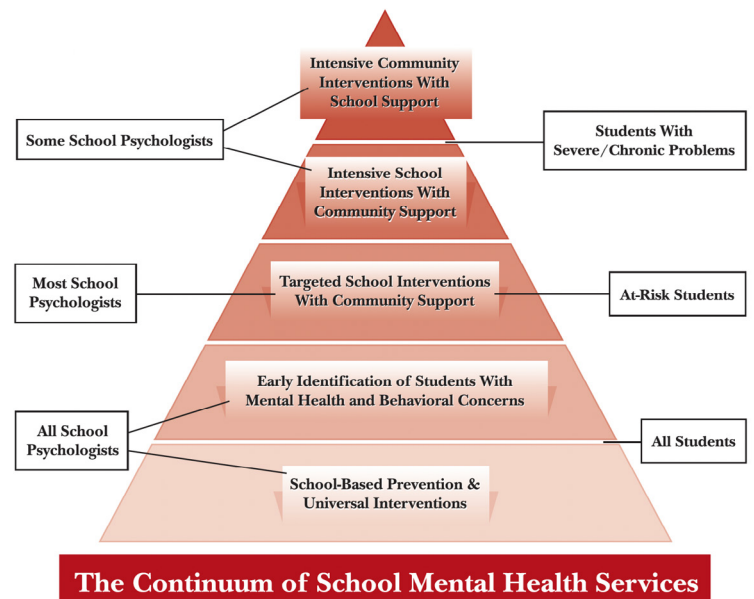 Intensive Community
Interventions With
School Support
Some School Psychologists
Students With
Severe/Chronic Problems
Intensive School
Interventions With
Community Support
Most School
Psychologists
Targeted School Interventions
With Community Support
At-Risk Students
Early Identification of Students With
Mental Health and Behavioral Concerns
All School
Psychologists
All Students
School-Based Prevention &
Universal Interventions
The Continuum of School Mental Health Services